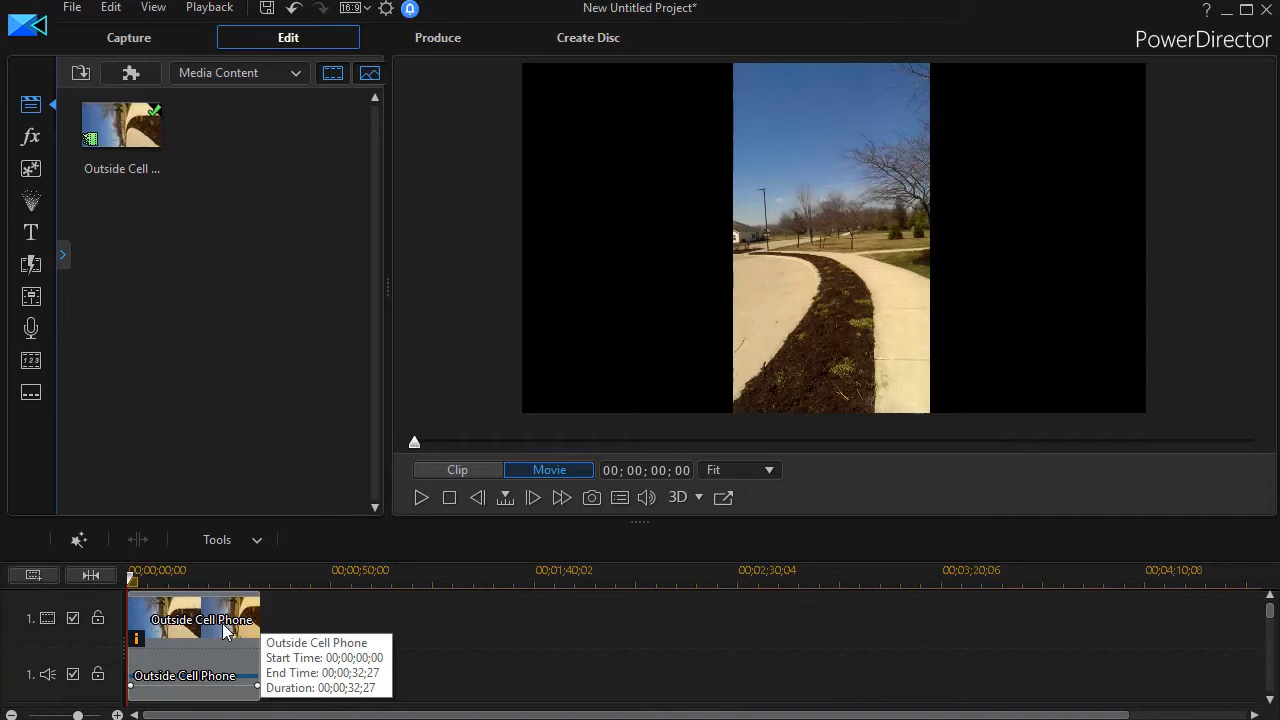 File Edit View Playback 16:9 New Untitled Project* ?
Capture Edit Produce Create Disc PowerDirector
Media Content
fx
Outside Cell ...
T
1 2 3
Clip Movie 00; 00; 00; 00 Fit
3D
Tools
00;00;00;00 00;00;50;00 00;01;40;02 00;02;30;04 00;03;20;06 00;04;10;08
1. Outside Cell Phone
i
Outside Cell Phone
Start Time: 00;00;00;00
End Time: 00;00;32;27
Duration: 00;00;32;27
1. Outside Cell Phone